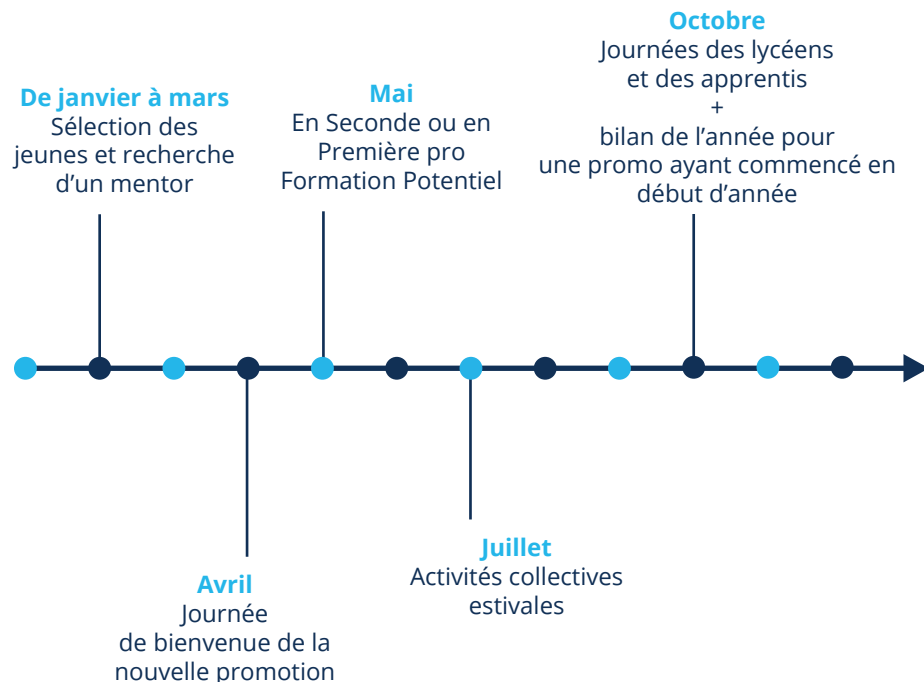 De janvier à mars
Sélection des
jeunes et recherche
d’un mentor
Avril
Journée
de bienvenue de la
nouvelle promotion
Mai
En Seconde ou en
Première pro
Formation Potentiel
Juillet
Activités collectives
estivales
Octobre
Journées des lycéens
et des apprentis
+
bilan de l’année pour
une promo ayant commencé en
début d’année